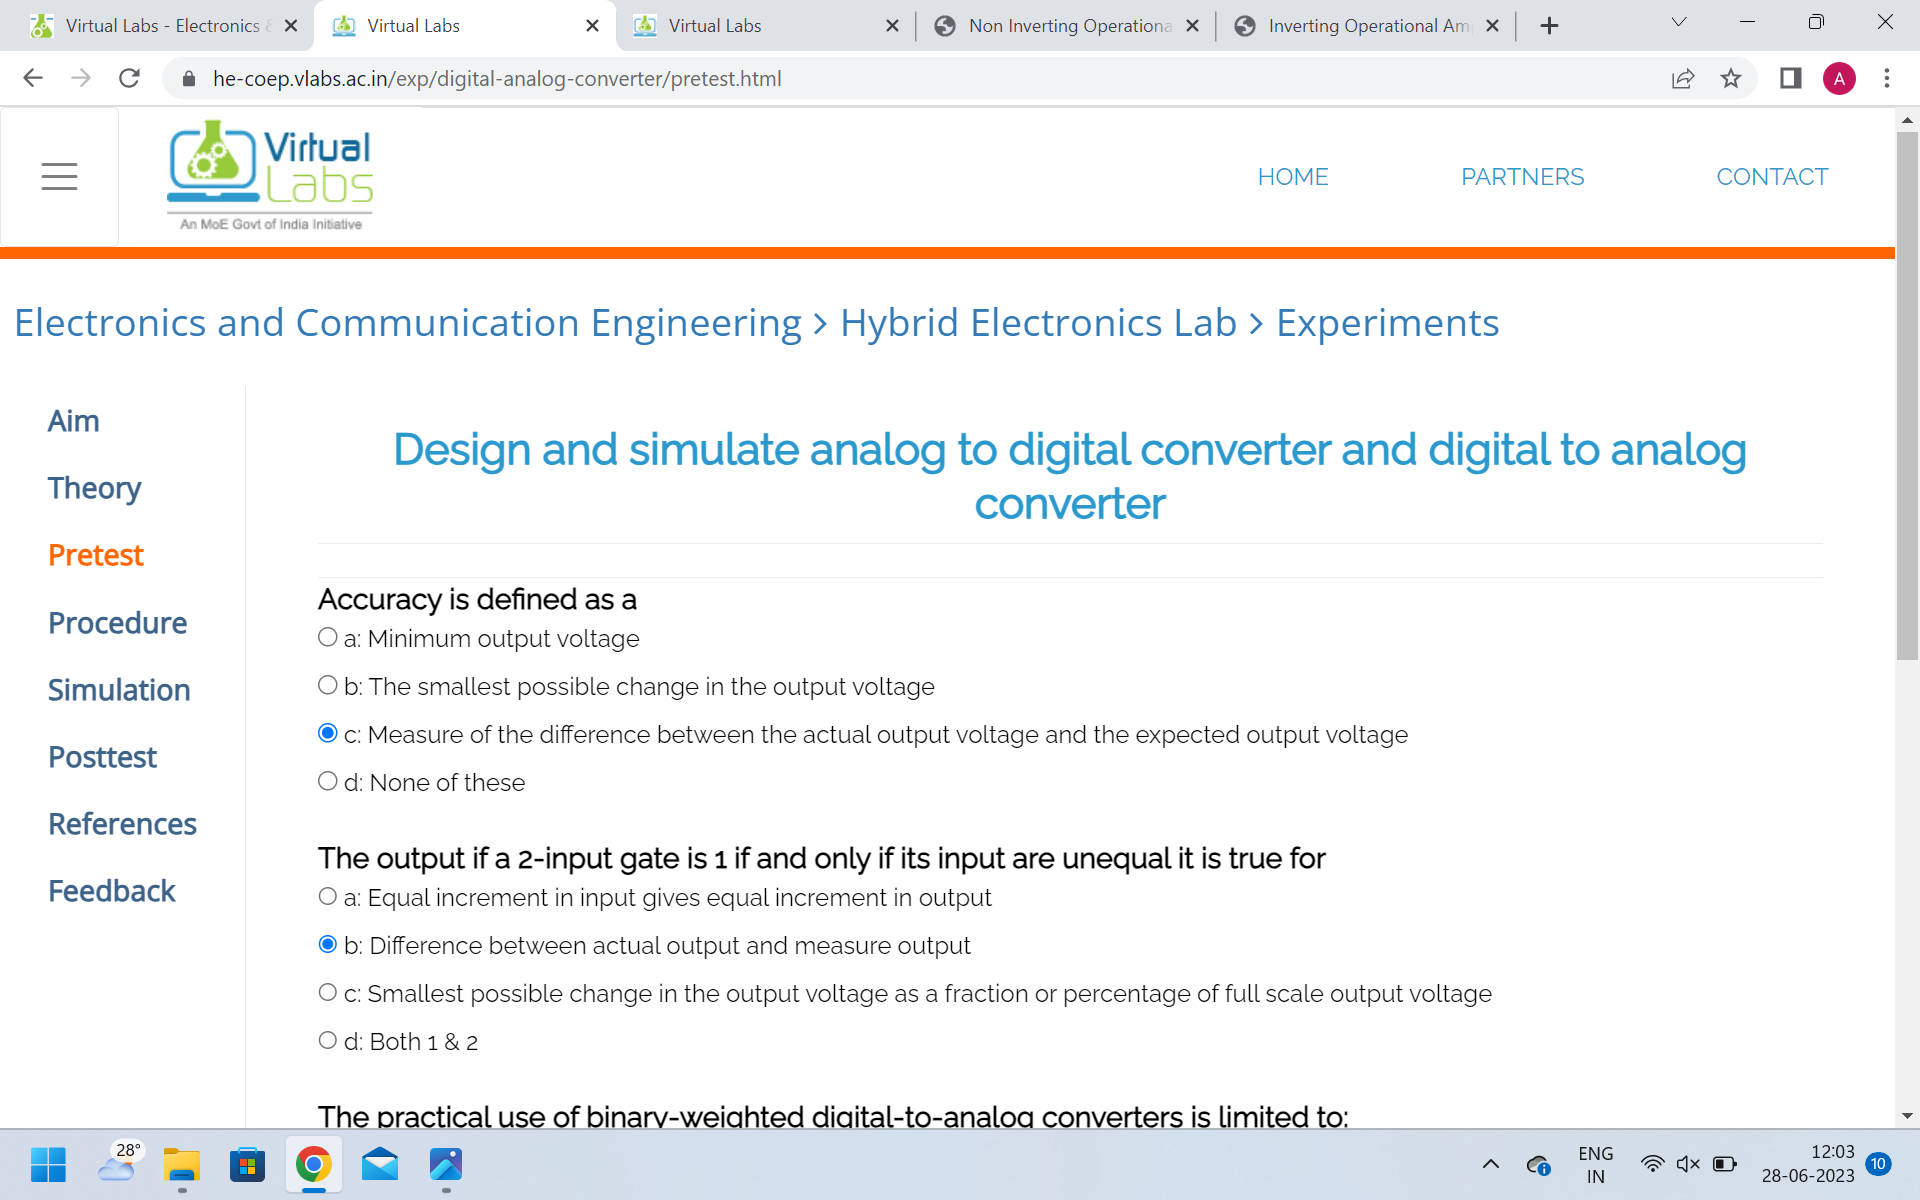 Virtual Labs - Electronics &
Virtual Labs
Virtual Labs
Non Inverting Operationa
Inverting Operational Am
he-coep.vlabs.ac.in/exp/digital-analog-converter/pretest.html
A
Virtual
Labs
An MoE Govt of India Initiative
HOME
PARTNERS
CONTACT
Electronics and Communication Engineering > Hybrid Electronics Lab > Experiments
Aim
Theory
Pretest
Procedure
Simulation
Posttest
References
Feedback
Design and simulate analog to digital converter and digital to analog
converter
Accuracy is defined as a
a: Minimum output voltage
b: The smallest possible change in the output voltage
c: Measure of the difference between the actual output voltage and the expected output voltage
d: None of these
The output if a 2-input gate is 1 if and only if its input are unequal it is true for
a: Equal increment in input gives equal increment in output
b: Difference between actual output and measure output
c: Smallest possible change in the output voltage as a fraction or percentage of full scale output voltage
d: Both 1 & 2
The practical use of binary-weighted digital-to-analog converters is limited to:
28°
ENG
IN
12:03
28-06-2023
10